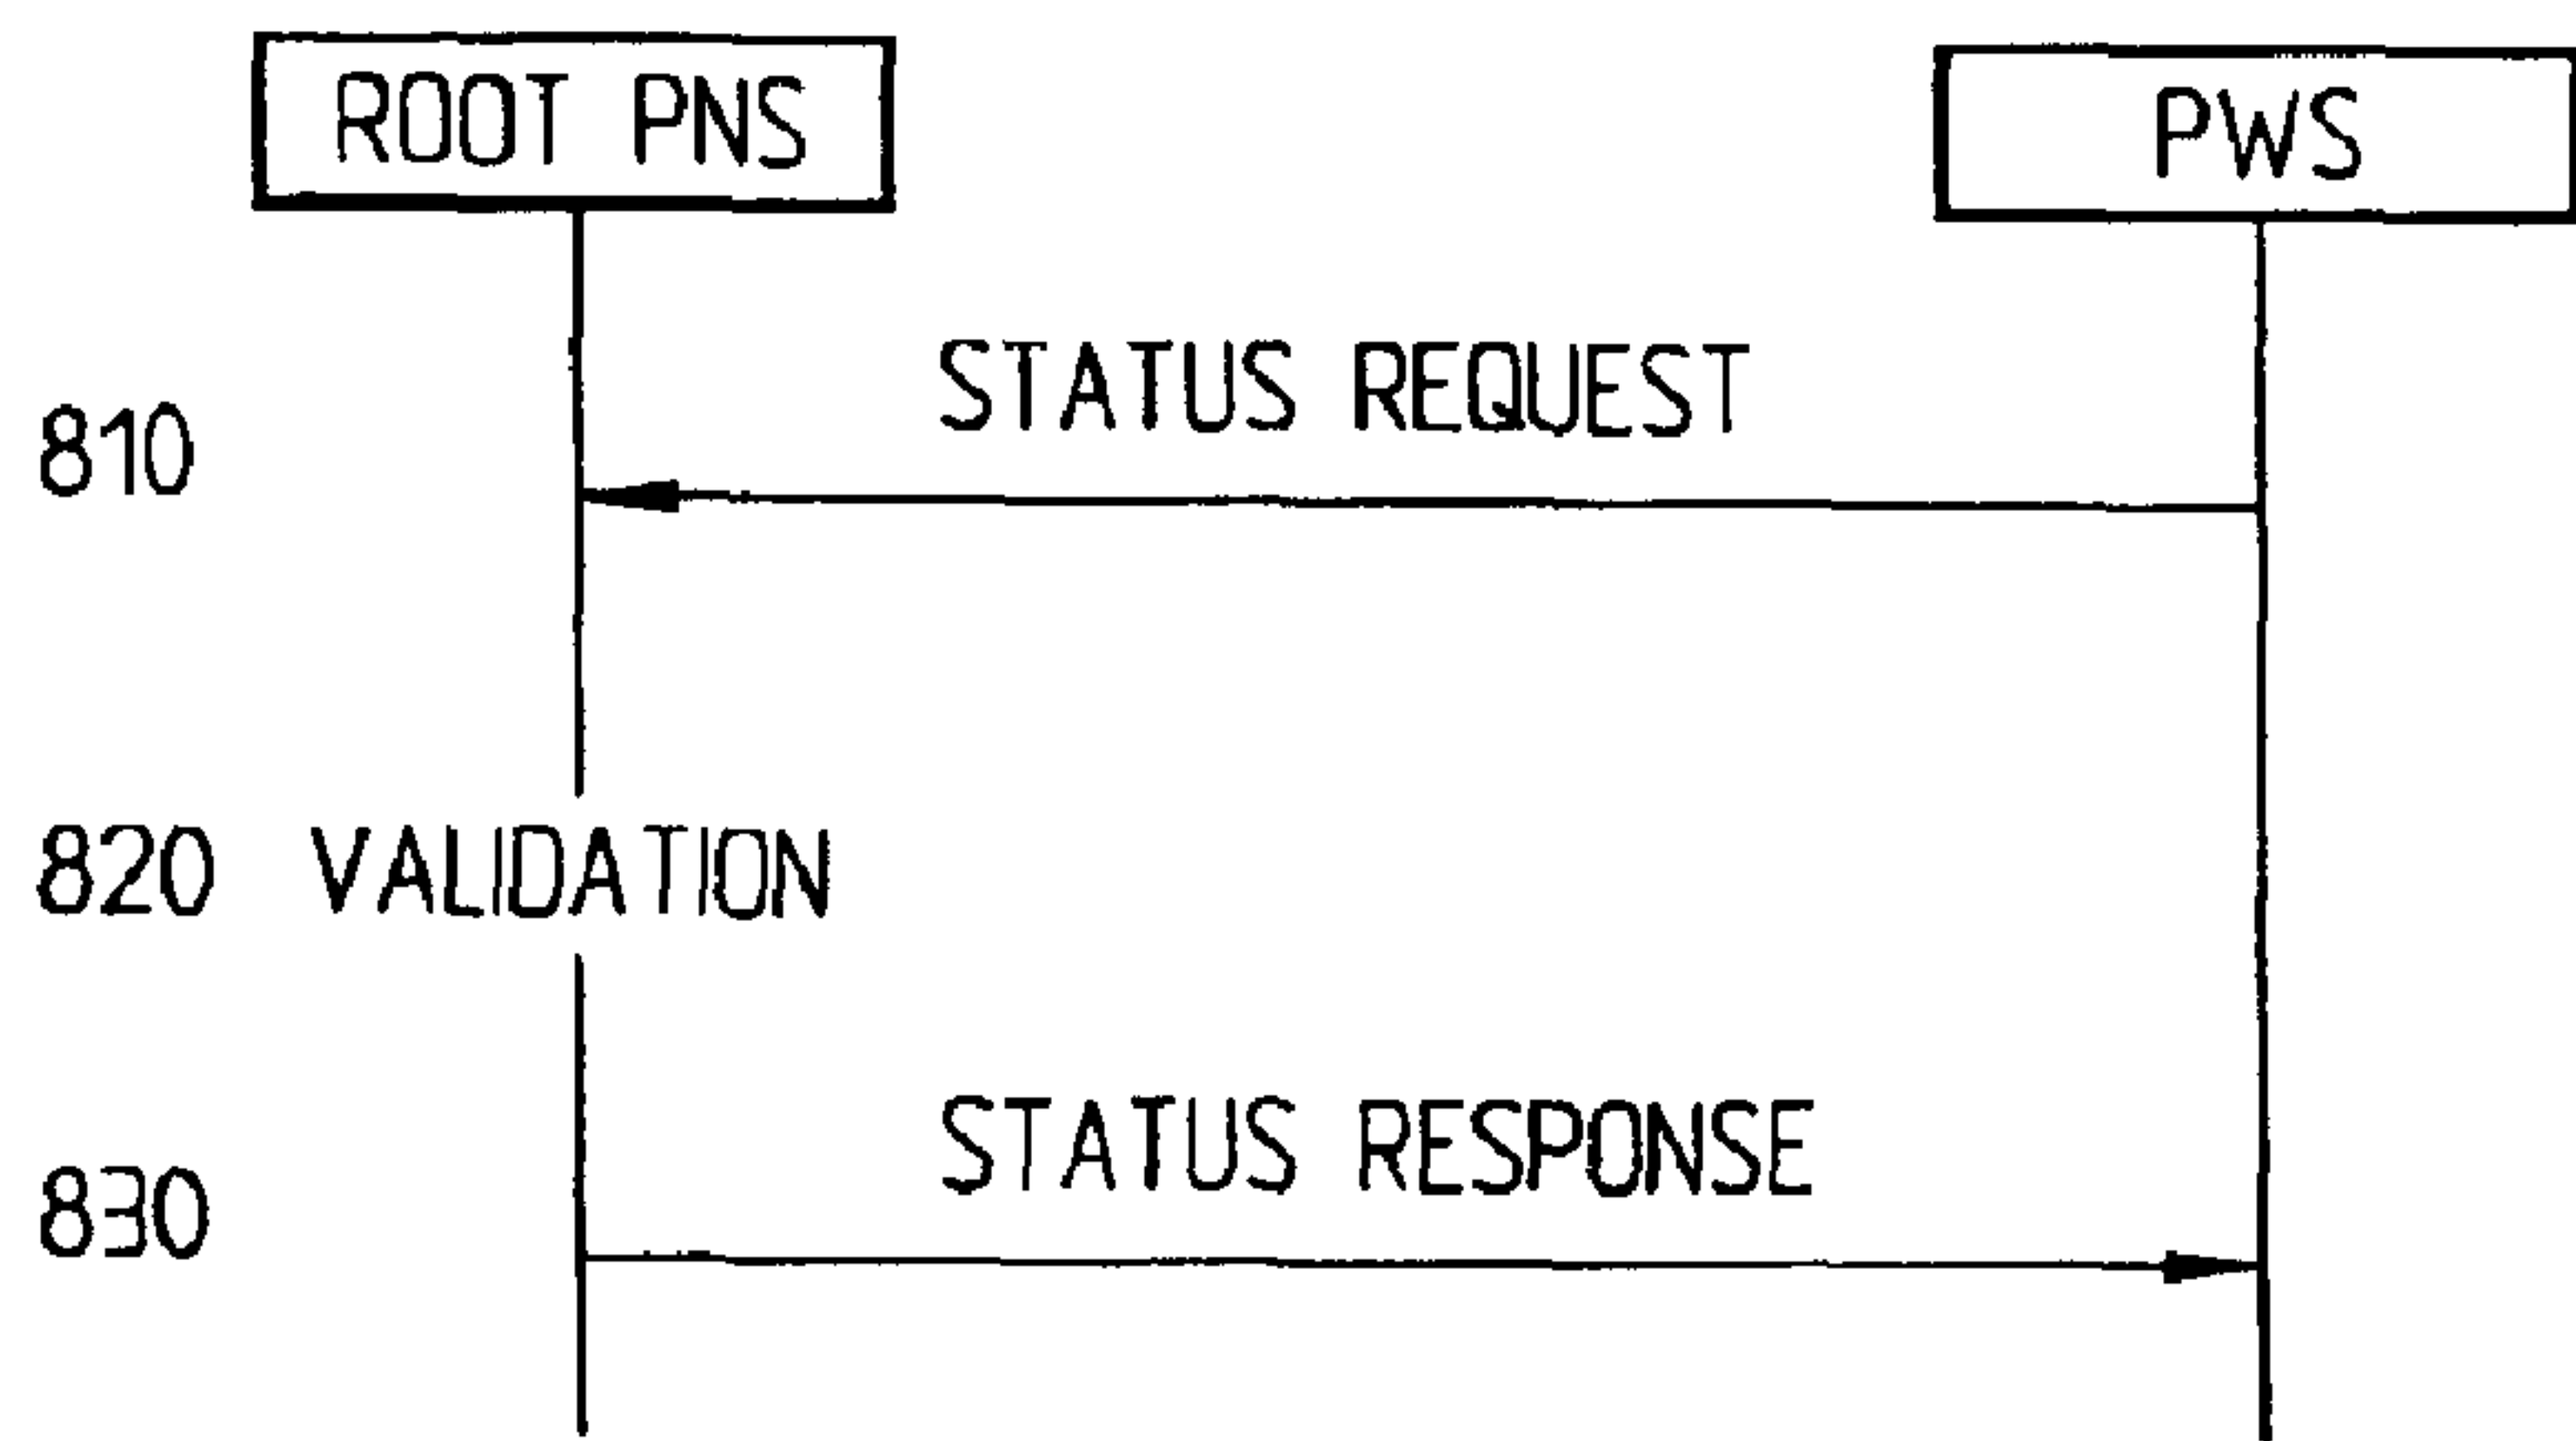 ROOT PNS
PWS
STATUS REQUEST
810
820 VALIDATION
STATUS RESPONSE
830